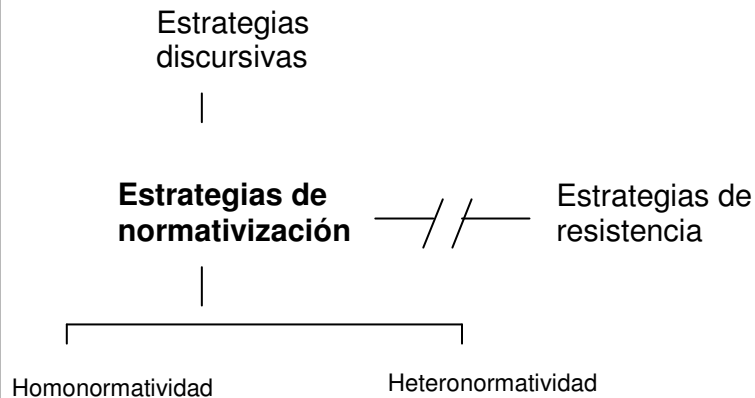 Estrategias
discursivas
Estrategias de
normativización
Estrategias de
resistencia
Homonormatividad
Heteronormatividad